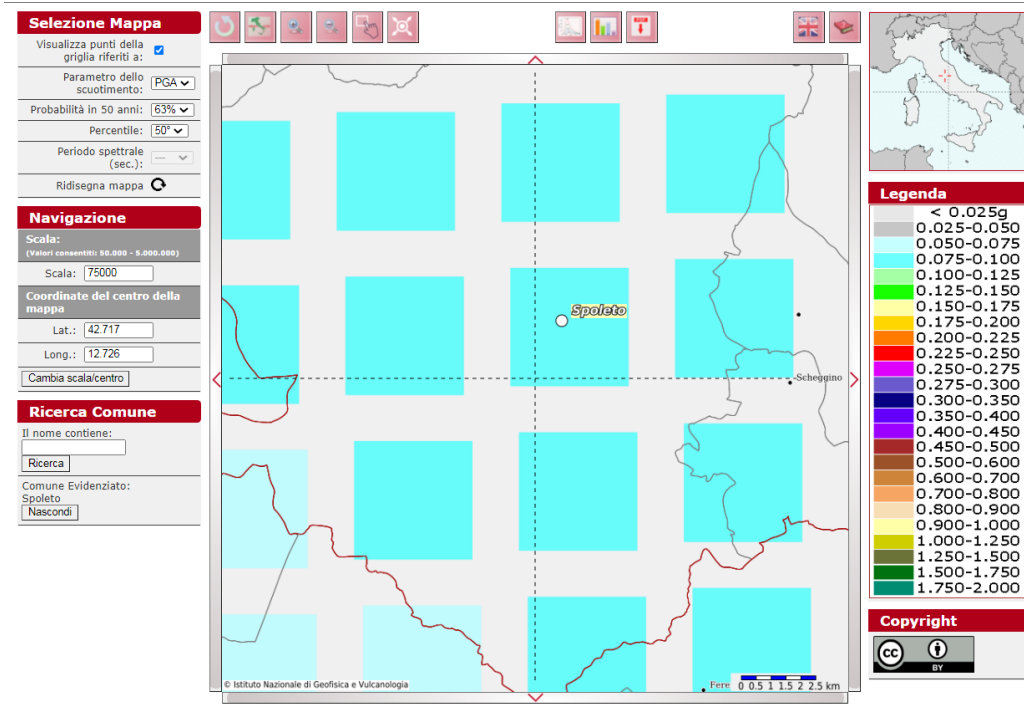 Selezione Mappa
Visualizza punti della
griglia riferiti a:
Parametro dello
scuotimento: PGA
Probabilità in 50 anni: 63%
Percentile: 50°
Periodo spettrale
(sec.): ---
Ridisegna mappa
Navigazione
Scala:
(Valori consentiti: 50.000 - 5.000.000)
Scala: 75000
Coordinate del centro della
mappa
Lat.: 42.717
Long.: 12.726
Cambia scala/centro
Ricerca Comune
Il nome contiene:
Ricerca
Comune Evidenziato:
Spoleto
Nascondi
Spoleto
Scheggino
Fere
© Istituto Nazionale di Geofisica e Vulcanologia
0 0.5 1 1.5 2 2.5 km
Legenda
< 0.025g
0.025-0.050
0.050-0.075
0.075-0.100
0.100-0.125
0.125-0.150
0.150-0.175
0.175-0.200
0.200-0.225
0.225-0.250
0.250-0.275
0.275-0.300
0.300-0.350
0.350-0.400
0.400-0.450
0.450-0.500
0.500-0.600
0.600-0.700
0.700-0.800
0.800-0.900
0.900-1.000
1.000-1.250
1.250-1.500
1.500-1.750
1.750-2.000
Copyright
cc
BY